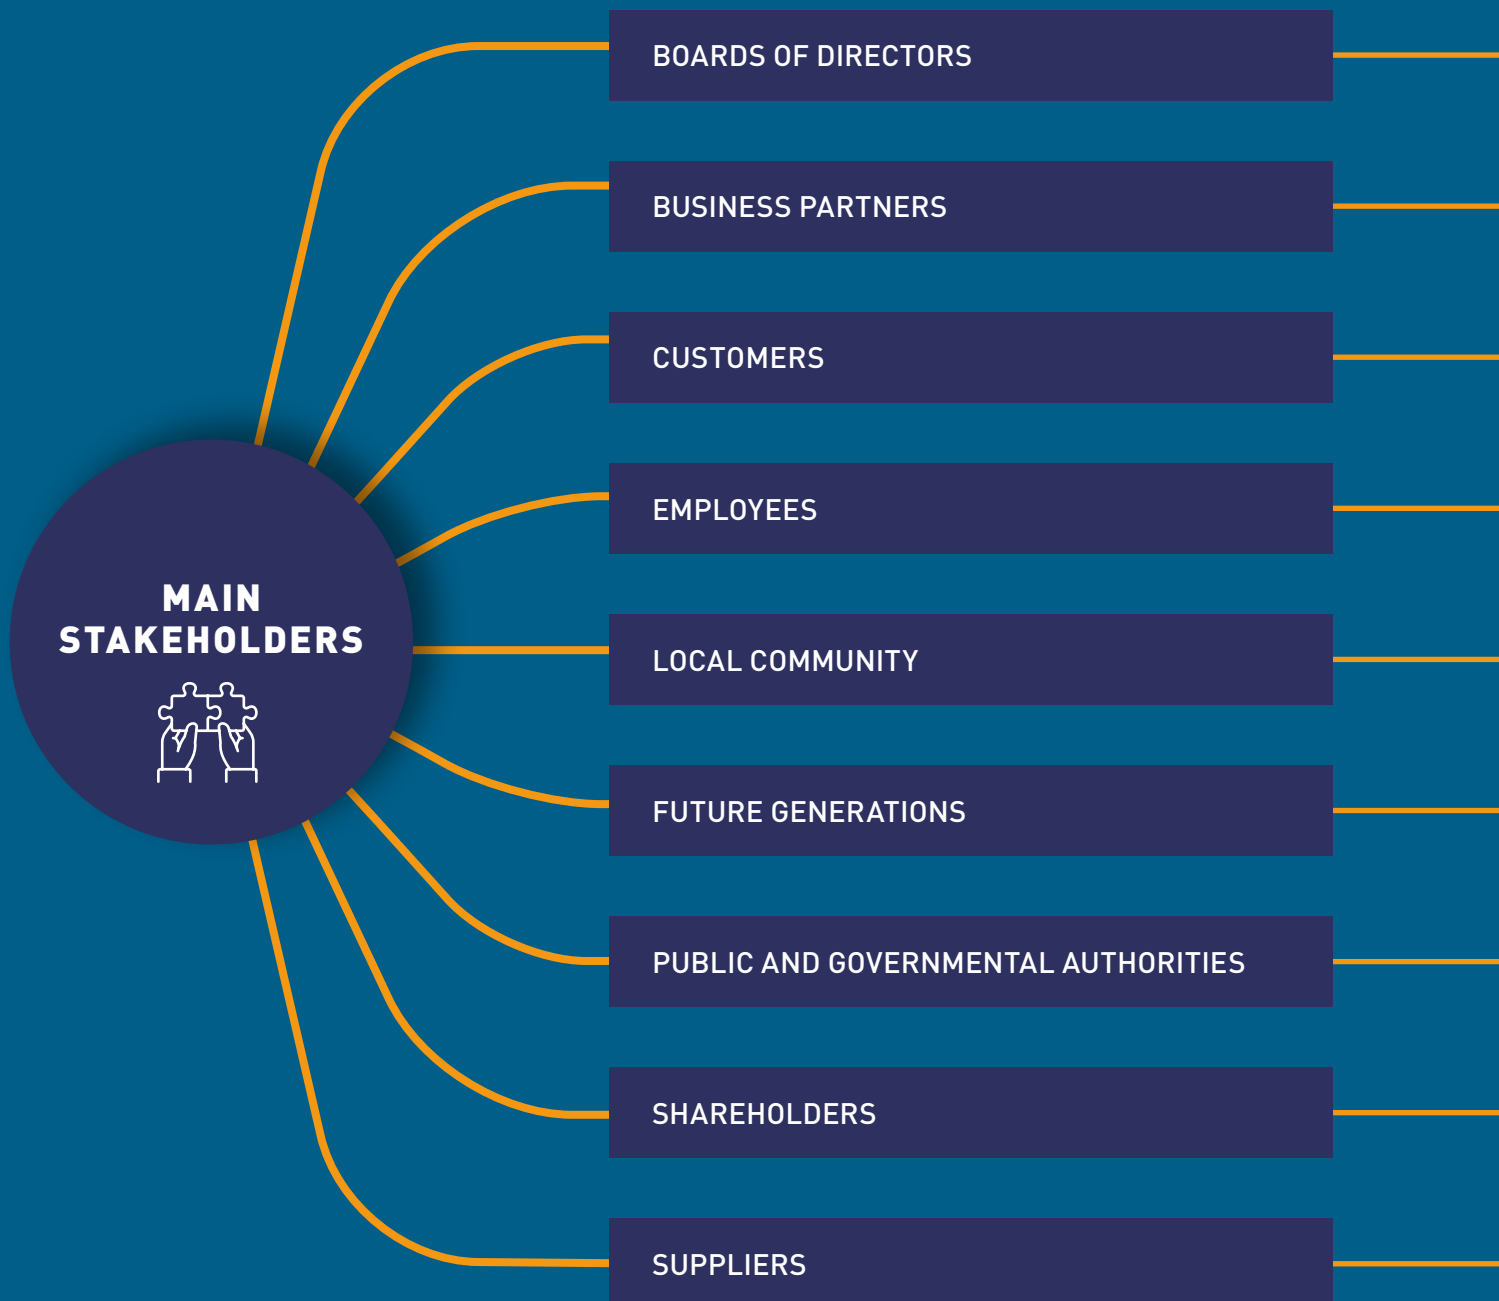 MAIN
STAKEHOLDERS
BOARDS OF DIRECTORS
BUSINESS PARTNERS
CUSTOMERS
EMPLOYEES
LOCAL COMMUNITY
FUTURE GENERATIONS
PUBLIC AND GOVERNMENTAL AUTHORITIES
SHAREHOLDERS
SUPPLIERS